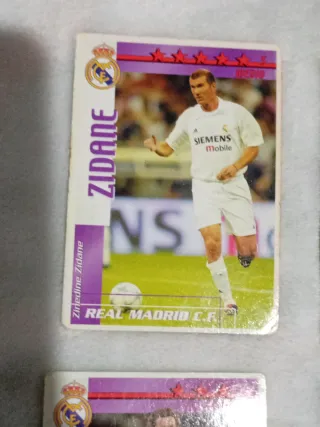 ZIDANE
Zinedine Zidane
SIEMENS
mobile
REAL MADRID C.F.